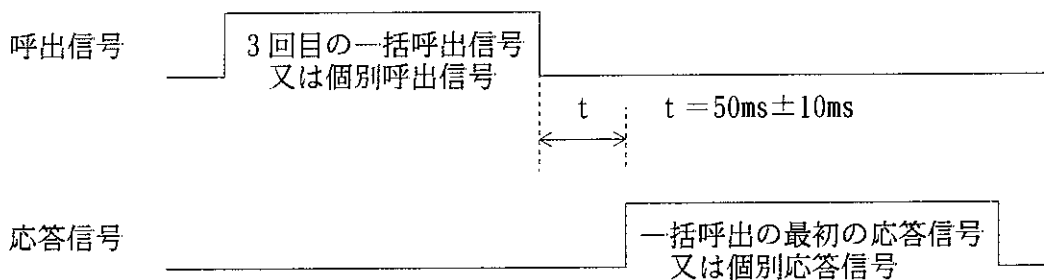 呼出信号
3回目の一括呼出信号
又は個別呼出信号
t
t=50ms±10ms
応答信号
一括呼出の最初の応答信号
又は個別応答信号